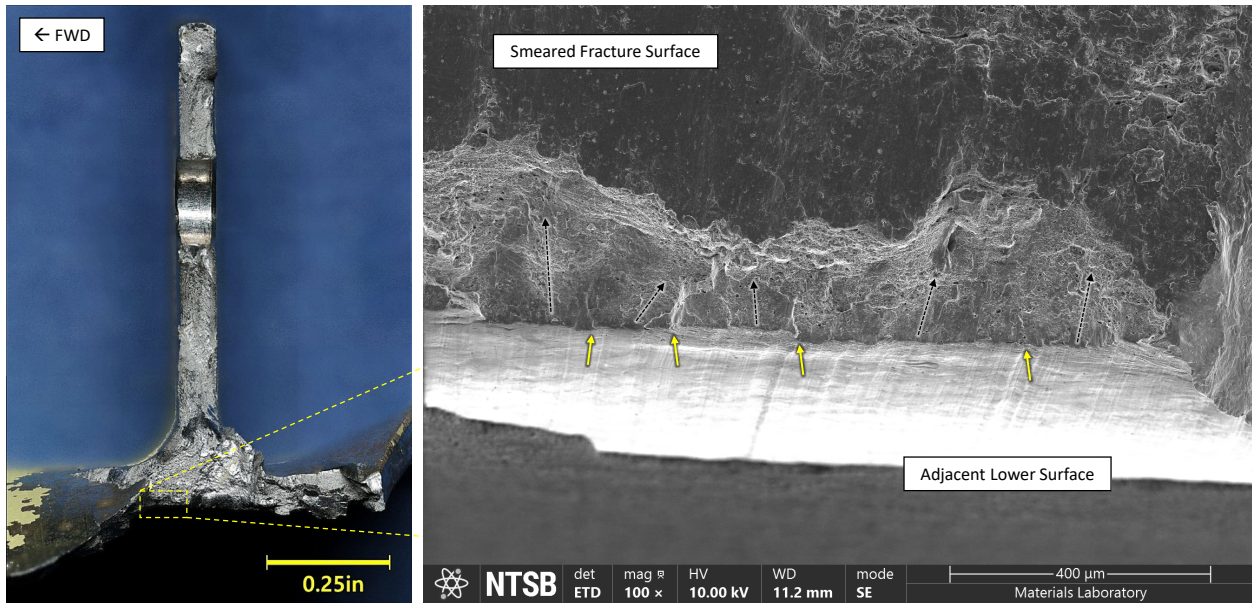 ← FWD
0.25in
Smeared Fracture Surface
Adjacent Lower Surface
NTSB
det
ETD
mag
100 ×
HV
10.00 kV
WD
11.2 mm
mode
SE
400 µm
Materials Laboratory